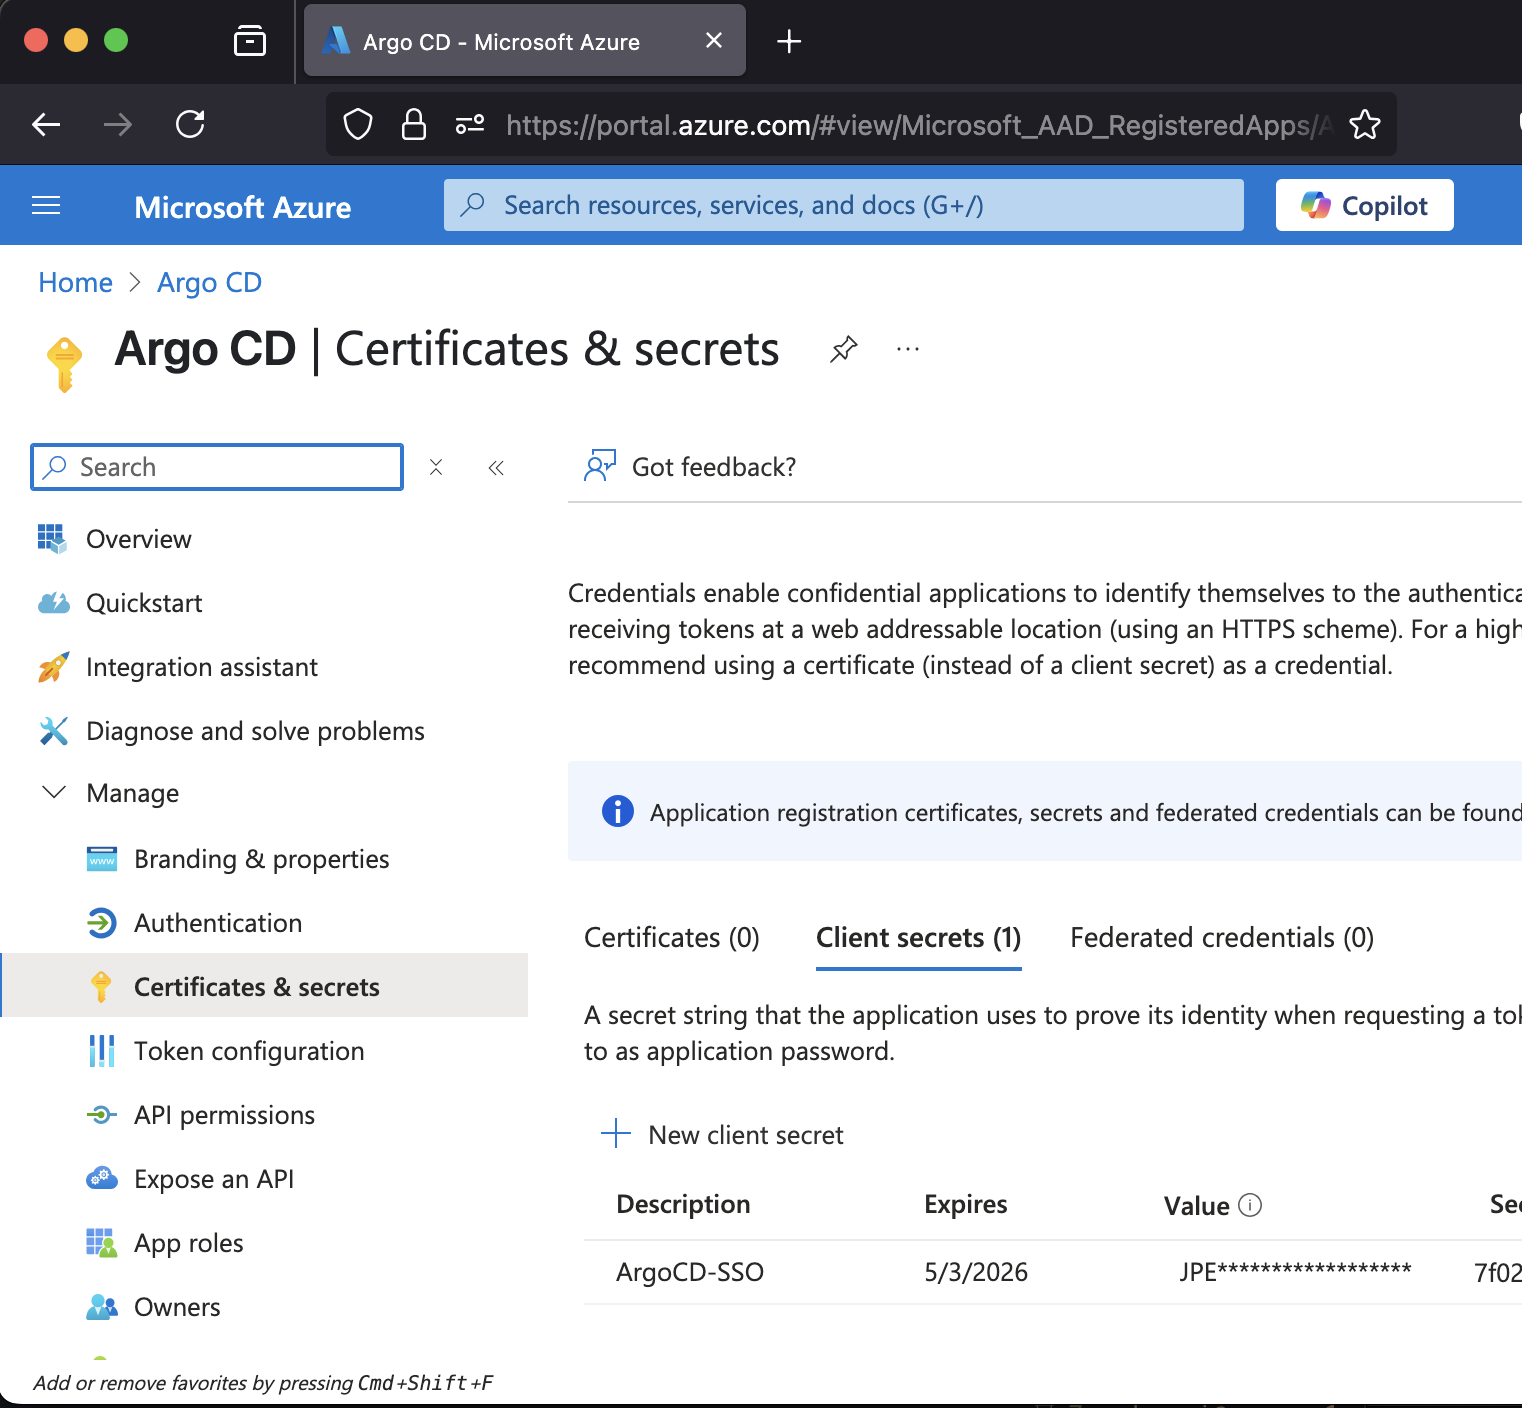 Argo CD - Microsoft Azure
https://portal.azure.com/#view/Microsoft_AAD_RegisteredApps/
Microsoft Azure
Search resources, services, and docs (G+/)
Copilot
Home > Argo CD
Argo CD | Certificates & secrets
Search
Got feedback?
Overview
Quickstart
Integration assistant
Diagnose and solve problems
Manage
Branding & properties
Authentication
Certificates & secrets
Token configuration
API permissions
Expose an API
App roles
Owners
Add or remove favorites by pressing Cmd+Shift+F
Credentials enable confidential applications to identify themselves to the
receiving tokens at a web addressable location (using an HTTPS scheme). For a
recommend using a certificate (instead of a client secret) as a credential.
Application registration certificates, secrets and federated credentials can be found
Certificates (0)
Client secrets (1)
Federated credentials (0)
A secret string that the application uses to prove its identity when requesting a
to as application password.
New client secret
Description Expires Value
ArgoCD-SSO 5/3/2026 JPE****************** 7f02